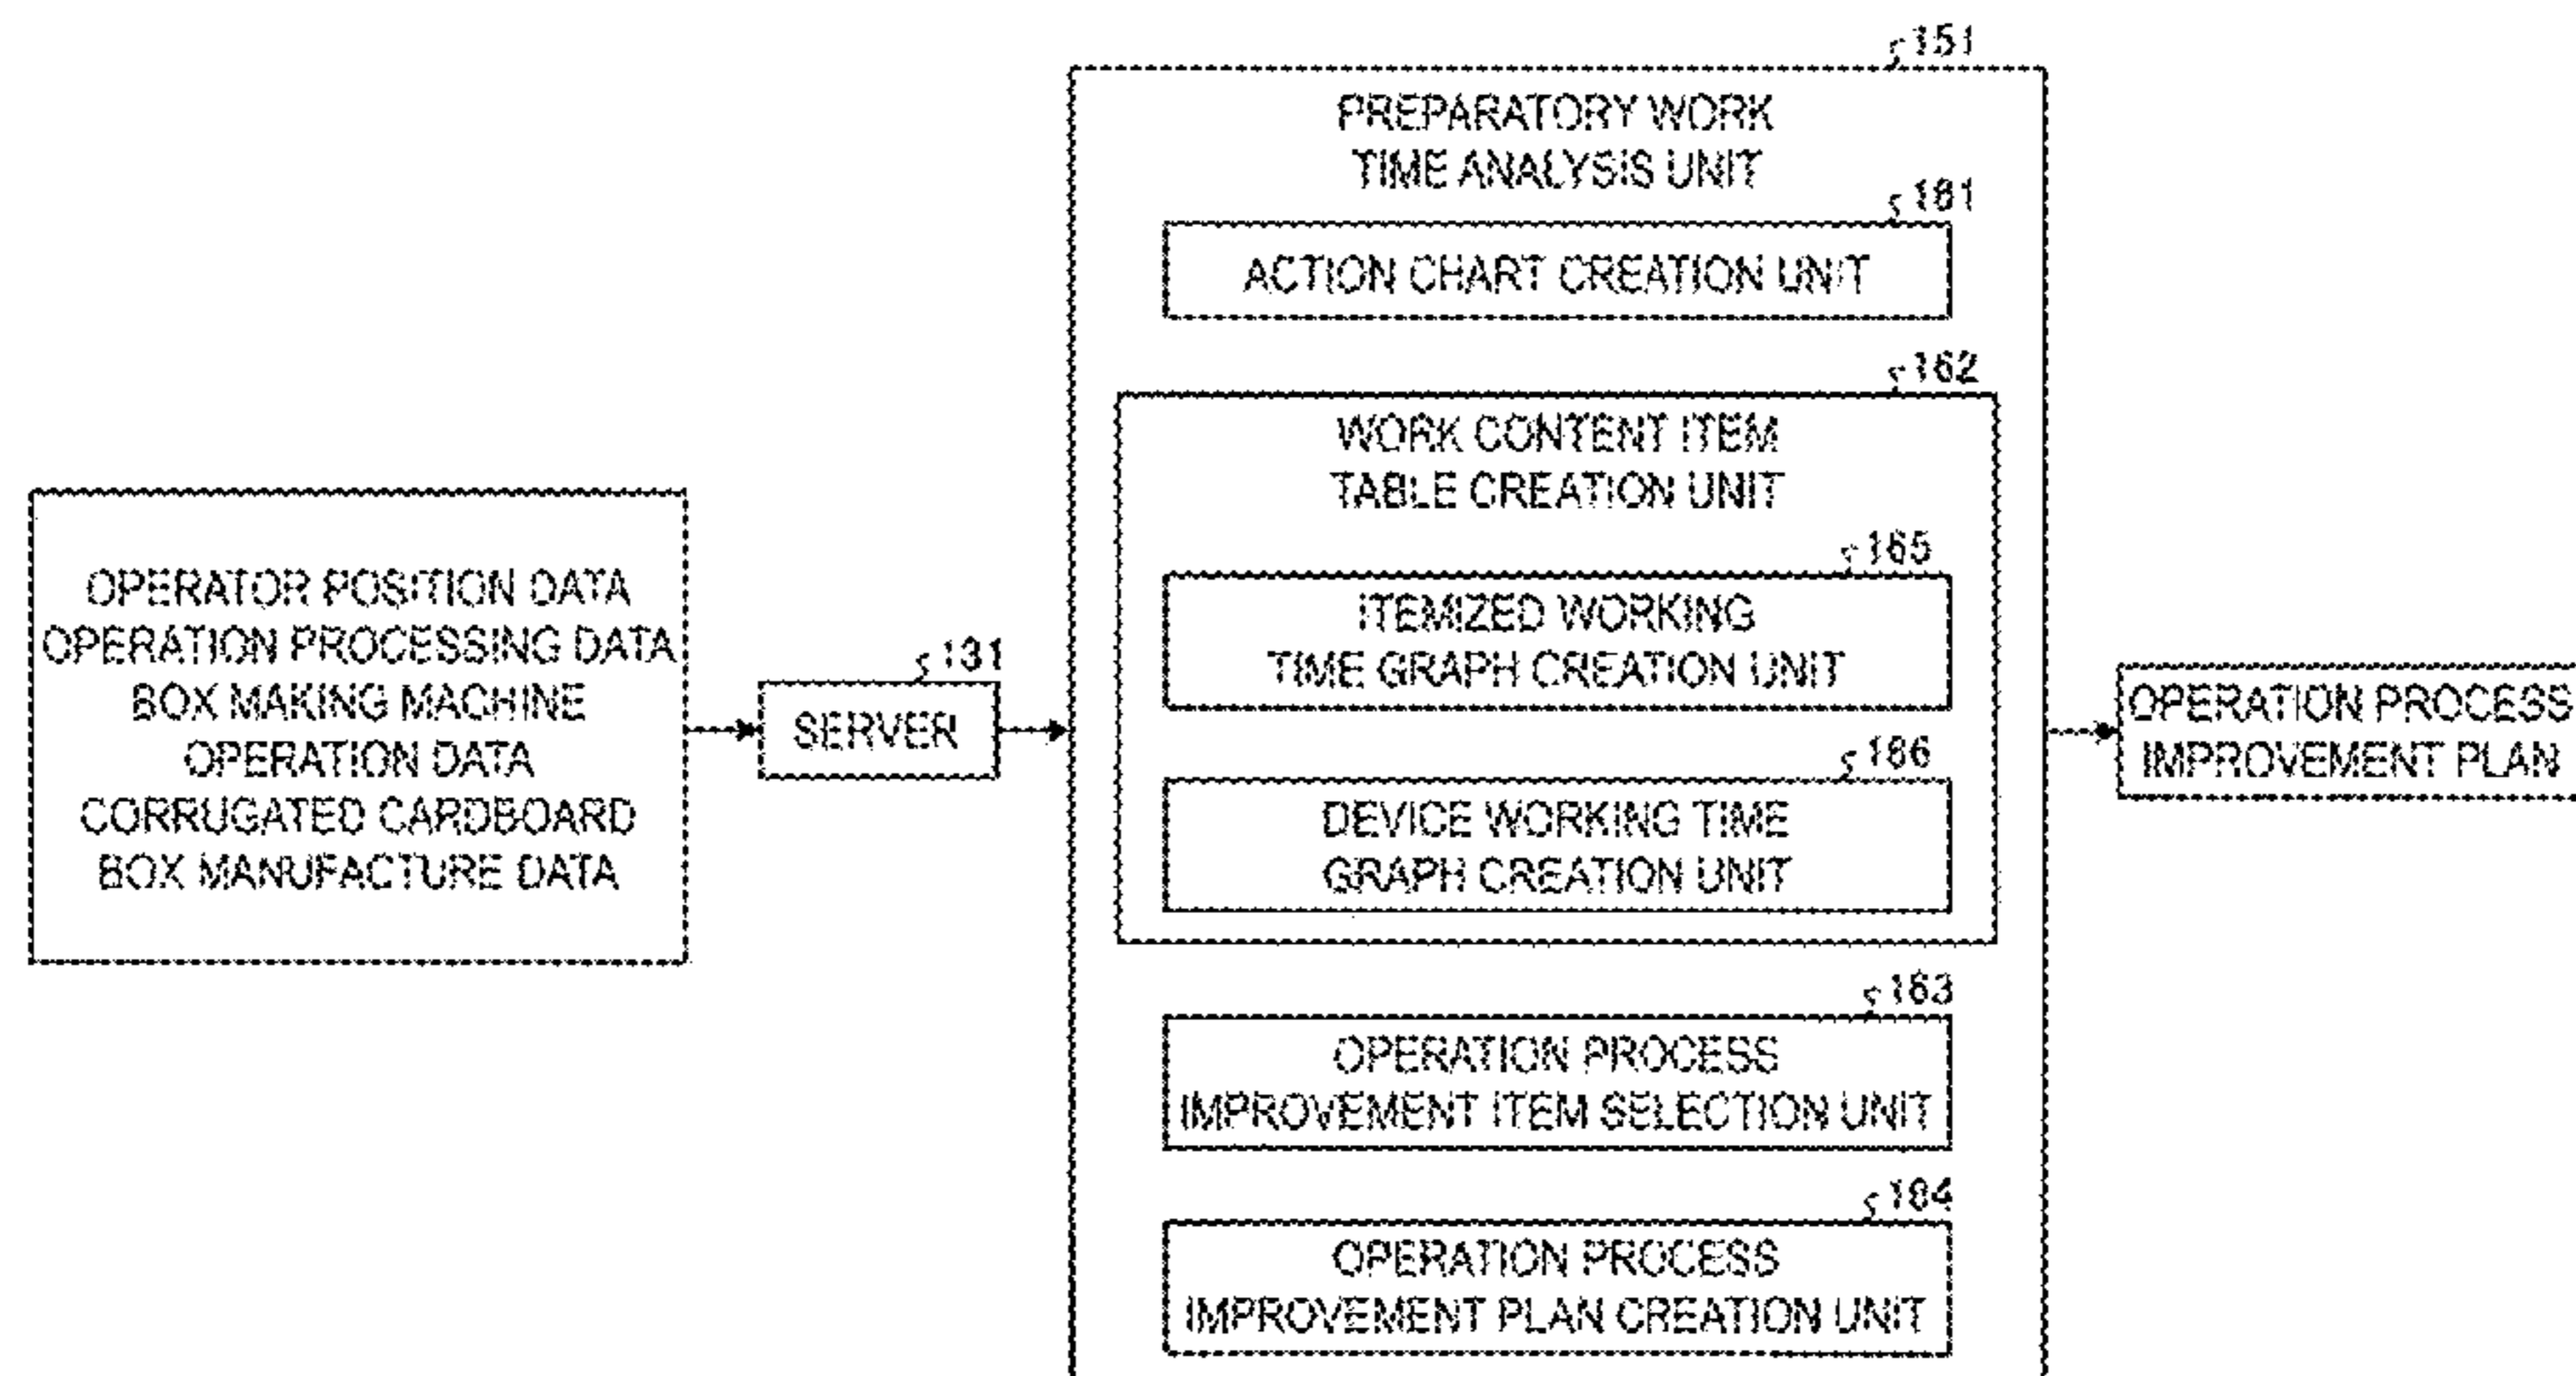 151
PREPARATORY WORK
TIME ANALYSIS UNIT
161
ACTION CHART CREATION UNIT
162
WORK CONTENT ITEM
TABLE CREATION UNIT
165
ITEMIZED WORKING
TIME GRAPH CREATION UNIT
166
DEVICE WORKING TIME
GRAPH CREATION UNIT
163
OPERATION PROCESS
IMPROVEMENT ITEM SELECTION UNIT
164
OPERATION PROCESS
IMPROVEMENT PLAN CREATION UNIT
OPERATOR POSITION DATA
OPERATION PROCESSING DATA
BOX MAKING MACHINE
OPERATION DATA
CORRUGATED CARDBOARD
BOX MANUFACTURE DATA
131
SERVER
OPERATION PROCESS
IMPROVEMENT PLAN